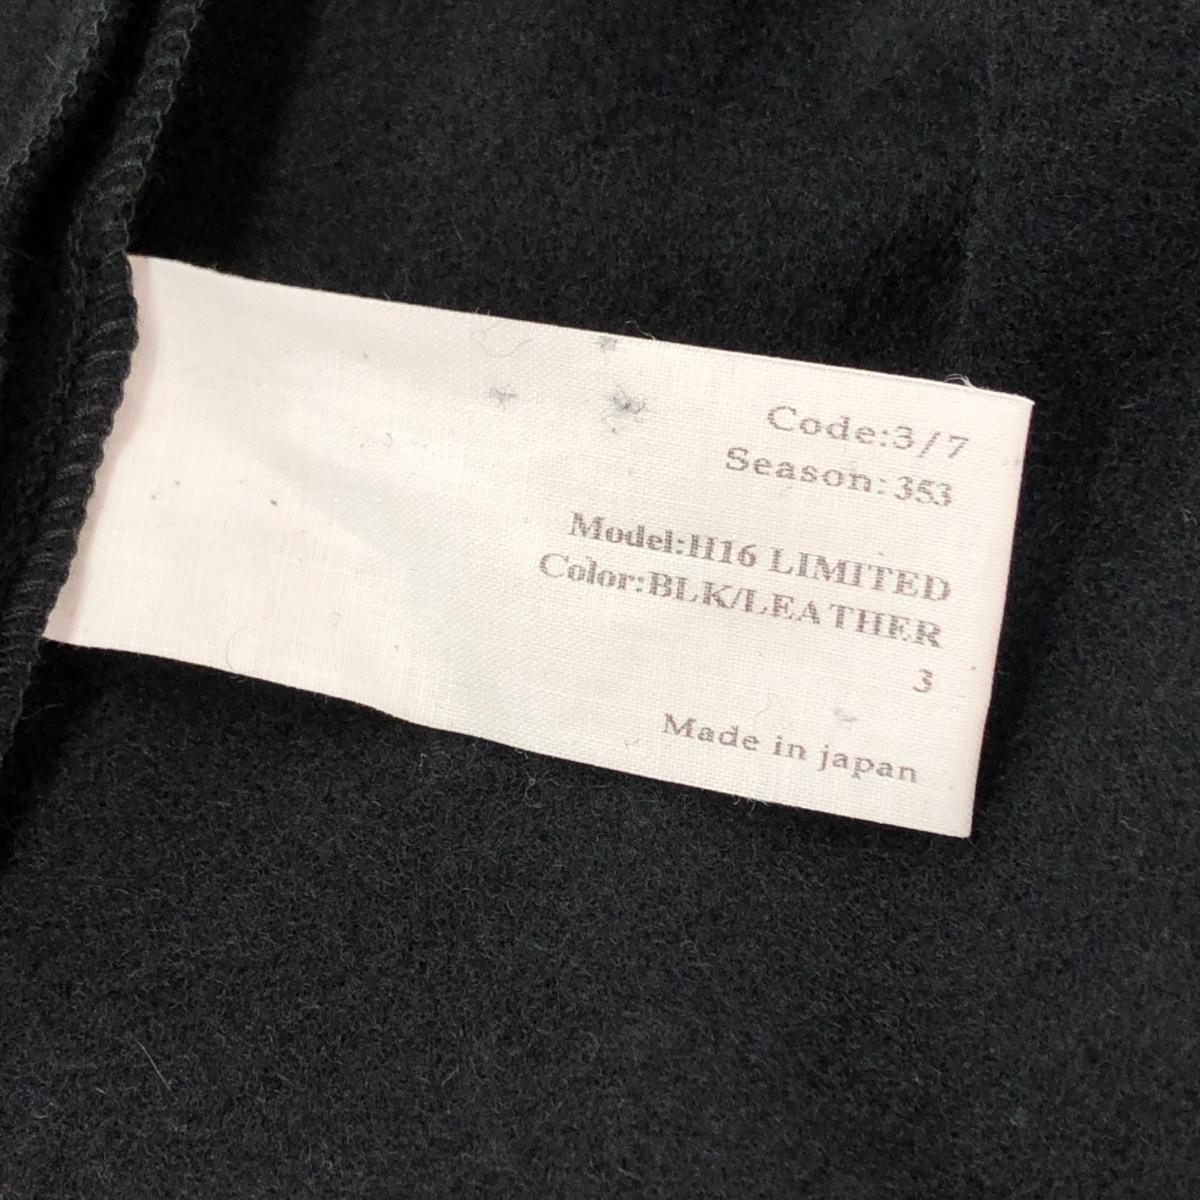 Code:3/7
Season:353
Model:H16 LIMITED
Color:BLK/LEATHER
3
Made in japan